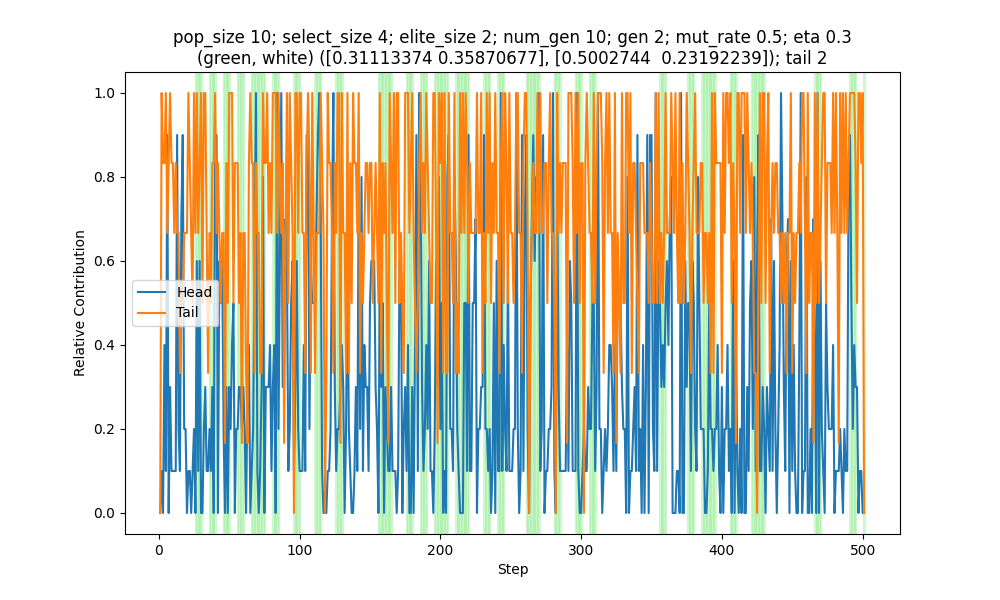 pop_size 10; select_size 4; elite_size 2; num_gen 10; gen 2; mut_rate 0.5; eta 0.3
(green, white) ([0.31113374 0.35870677], [0.5002744  0.23192239]); tail 2
1.0
0.8
0.6
0.4
0.2
0.0
Relative Contribution
Head
Tail
0
100
200
300
400
500
Step